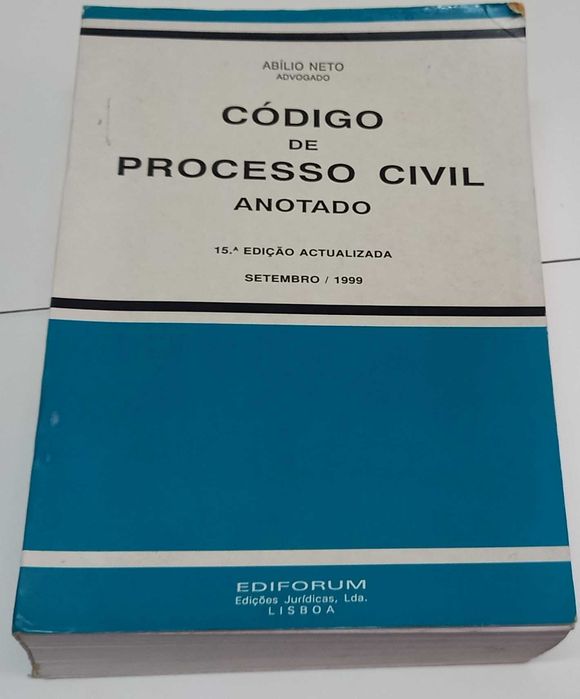 ABÍLIO NETO
ADVOGADO
CÓDIGO
DE
PROCESSO CIVIL
ANOTADO
15.ª EDIÇÃO ACTUALIZADA
SETEMBRO / 1999
EDIFORUM
Edições Jurídicas, Lda.
LISBOA